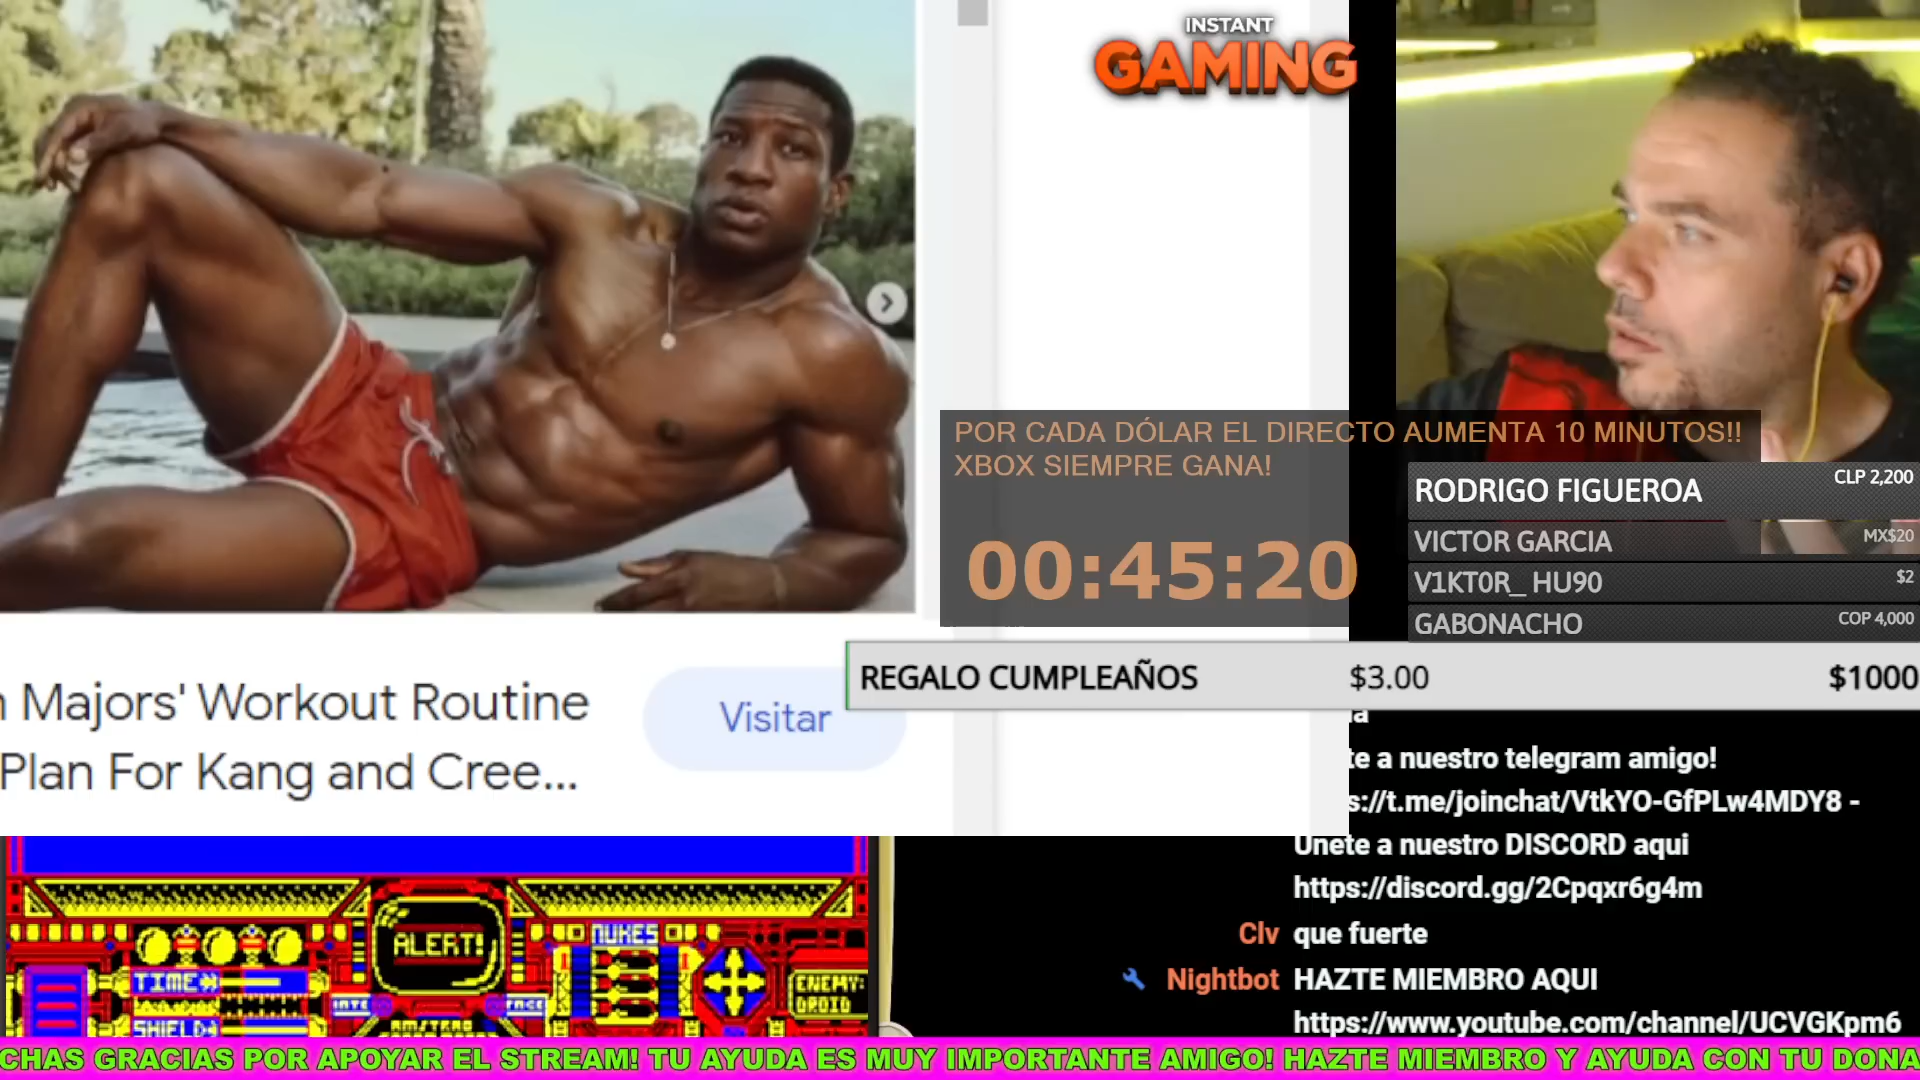 INSTANT
GAMING
POR CADA DÓLAR EL DIRECTO AUMENTA 10 MINUTOS!!
XBOX SIEMPRE GANA!
00:45:20
RODRIGO FIGUEROA CLP 2,200
VICTOR GARCIA MX$20
V1KT0R_ HU90 $2
GABONACHO COP 4,000
REGALO CUMPLEAÑOS $3.00 $1000
n Majors' Workout Routine
Plan For Kang and Cree...
Visitar
te a nuestro telegram amigo!
s://t.me/joinchat/VtkYO-GfPLw4MDY8 -
Unete a nuestro DISCORD aqui
https://discord.gg/2Cpqxr6g4m
Clv que fuerte
Nightbot HAZTE MIEMBRO AQUI
https://www.youtube.com/channel/UCVGKpm6
ALERT!
NUKES
TIME
SHIELD
ENEMY:
DROID
CHAS GRACIAS POR APOYAR EL STREAM! TU AYUDA ES MUY IMPORTANTE AMIGO! HAZTE MIEMBRO Y AYUDA CON TU DONA